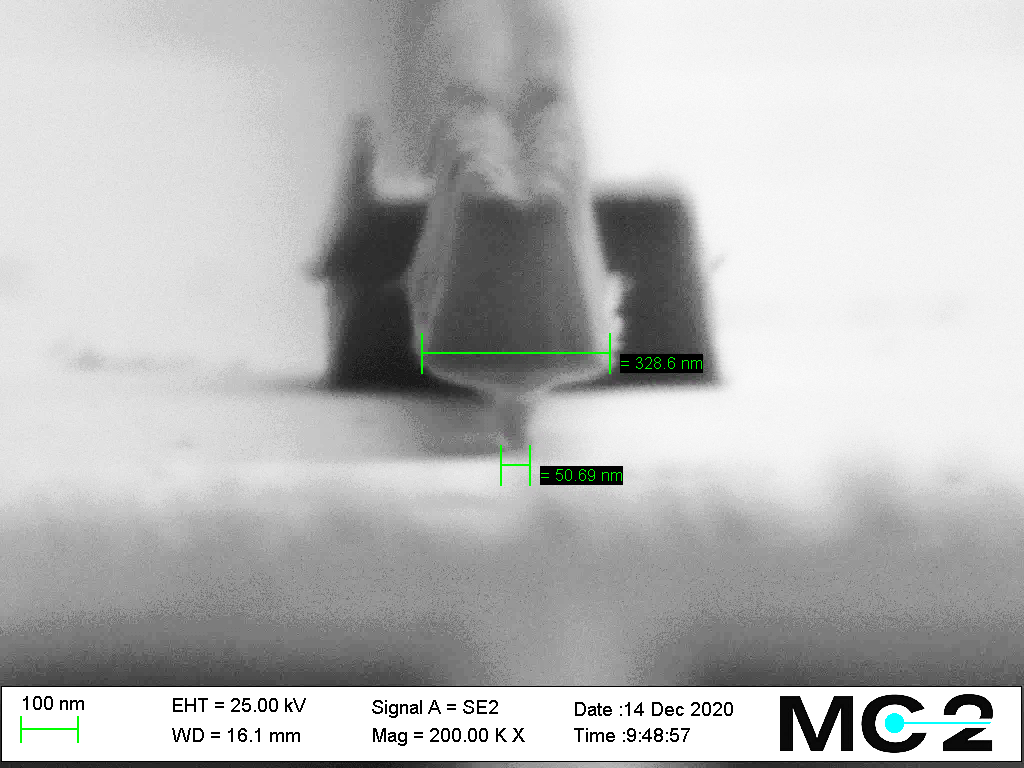 = 328.6 nm
= 50.69 nm
100 nm
EHT = 25.00 kV
Signal A = SE2
Date :14 Dec 2020
WD = 16.1 mm
Mag = 200.00 K X
Time :9:48:57
MC2